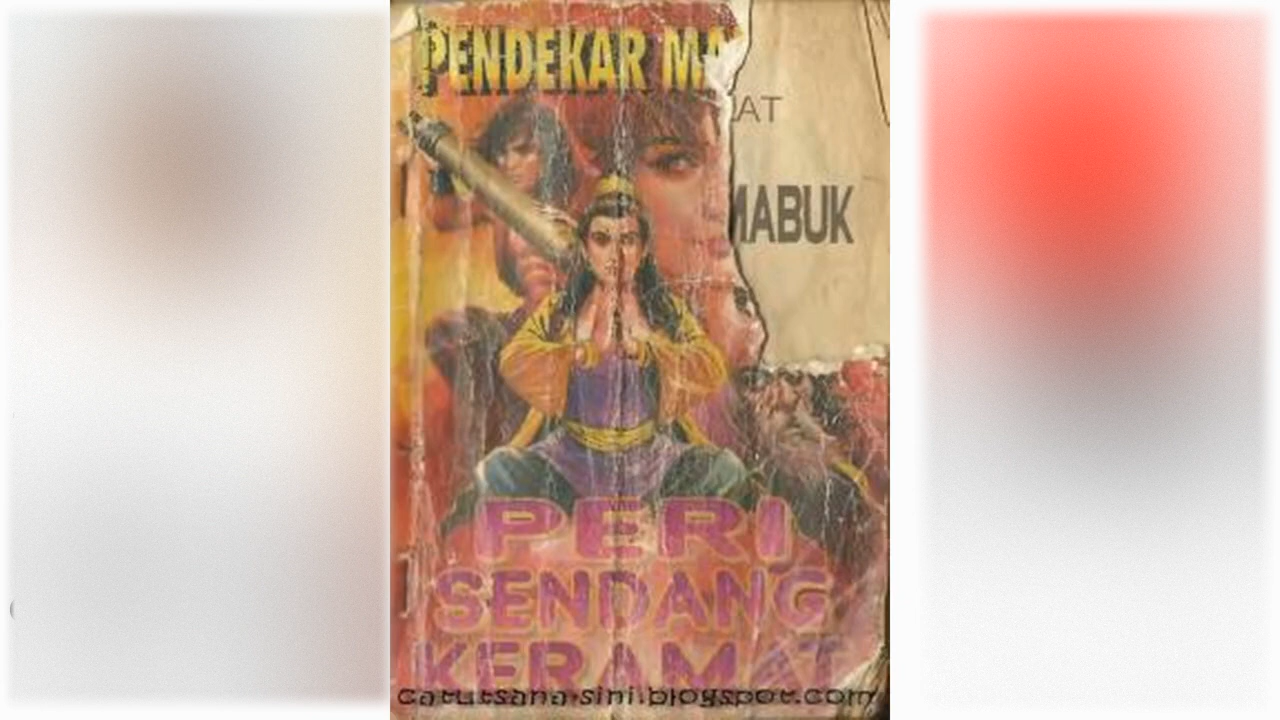 PENDEKAR MA
AT
MABUK
PERI
SENDANG
KERAMAT
catutsana-sini.blogspot.com